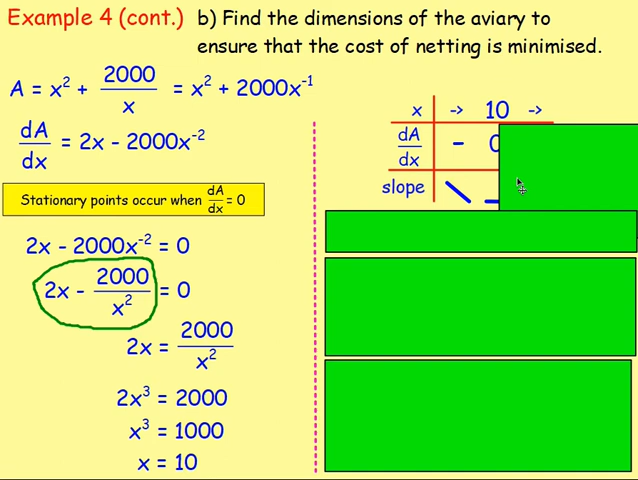 Example 4 (cont.) b) Find the dimensions of the aviary to
ensure that the cost of netting is minimised.
A = x² + 2000/x = x² + 2000x⁻¹
dA/dx = 2x - 2000x⁻²
Stationary points occur when dA/dx = 0
2x - 2000x⁻² = 0
2x - 2000/x² = 0
2x = 2000/x²
2x³ = 2000
x³ = 1000
x = 10
x -> 10 ->
dA/dx - 0
slope